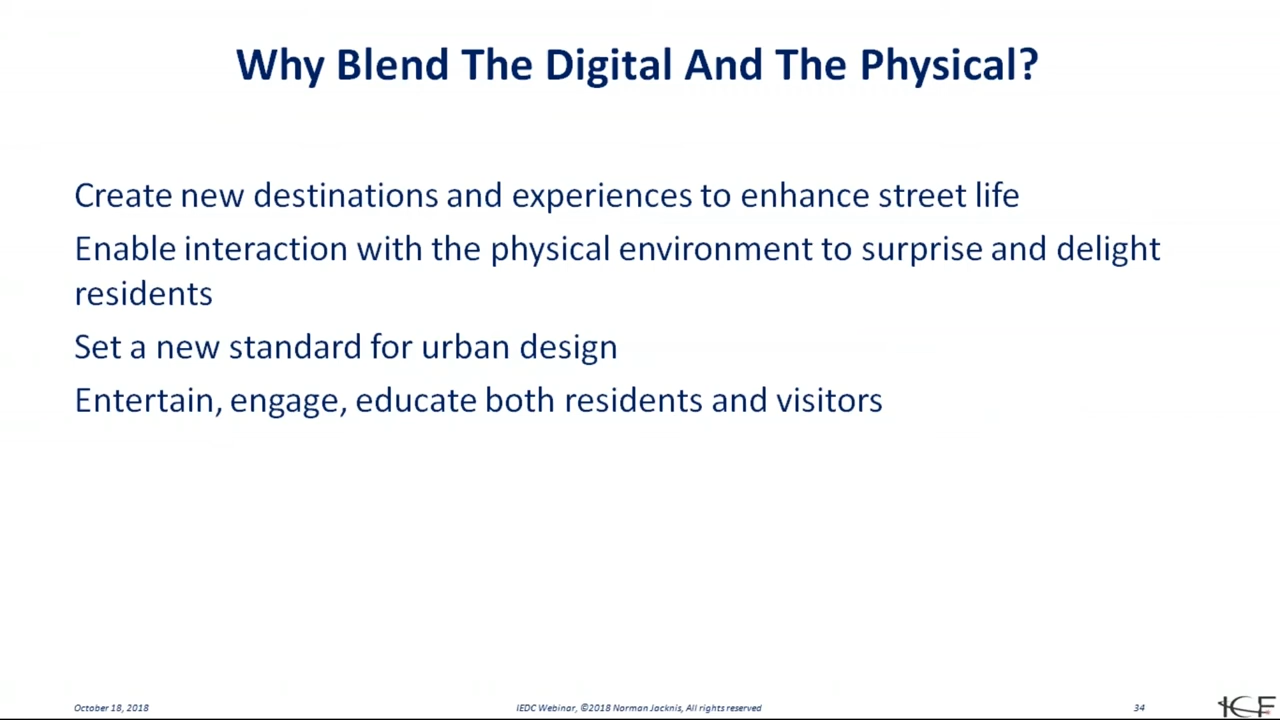 Why Blend The Digital And The Physical?
Create new destinations and experiences to enhance street life
Enable interaction with the physical environment to surprise and delight
residents
Set a new standard for urban design
Entertain, engage, educate both residents and visitors
October 18, 2018
IEDC Webinar, ©2018 Norman Jacknis, All rights reserved
34
ICF